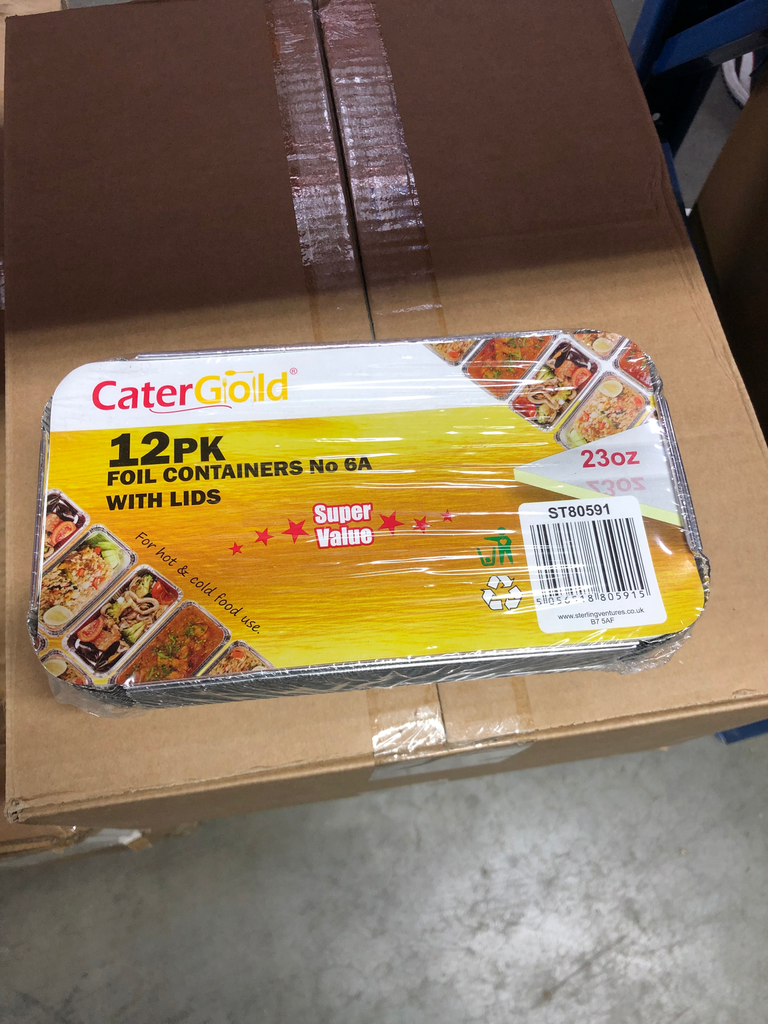 CaterGold®
12PK
FOIL CONTAINERS No 6A
WITH LIDS
23oz
Super
Value
For hot & cold food use.
ST80591
805915
www.sterlingventures.co.uk
B7 5AF